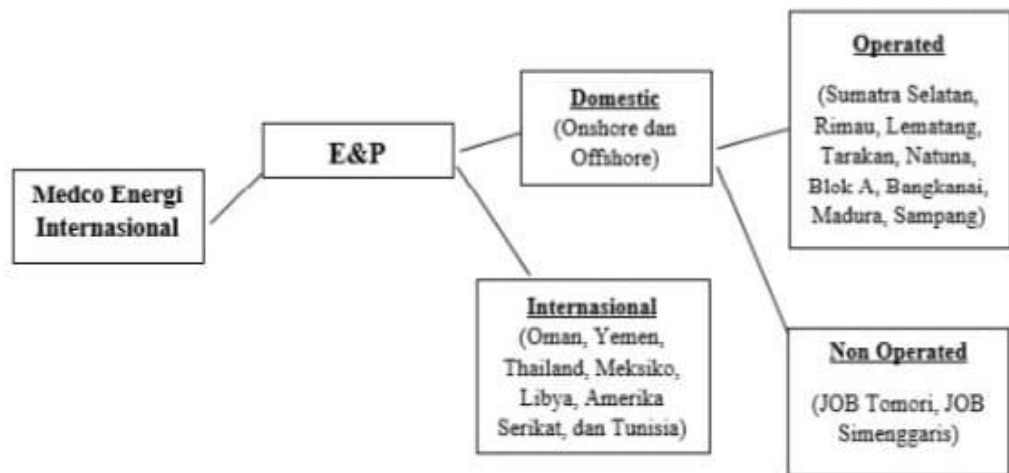 Medco Energi
Internasional
E&P
Domestic
(Onshore dan
Offshore)
Internasional
(Oman, Yemen,
Thailand, Meksiko,
Libya, Amerika
Serikat, dan Tunisia)
Operated
(Sumatra Selatan,
Rimau, Lematang,
Tarakan, Natuna,
Blok A, Bangkanai,
Madura, Sampang)
Non Operated
(JOB Tomori, JOB
Simenggaris)